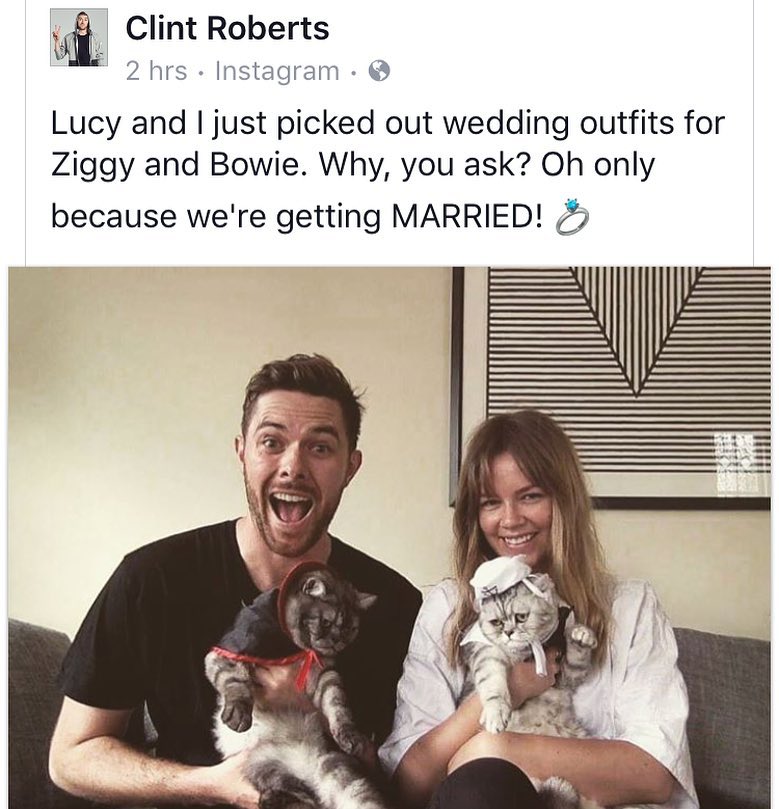 Clint Roberts
2 hrs · Instagram ·
Lucy and I just picked out wedding outfits for
Ziggy and Bowie. Why, you ask? Oh only
because we're getting MARRIED! 💍